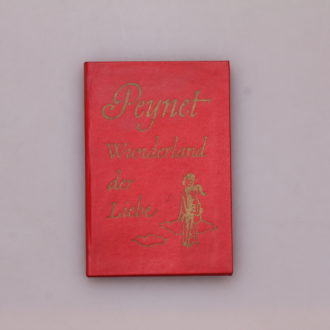 Peynet
Wunderland
der
Liebe